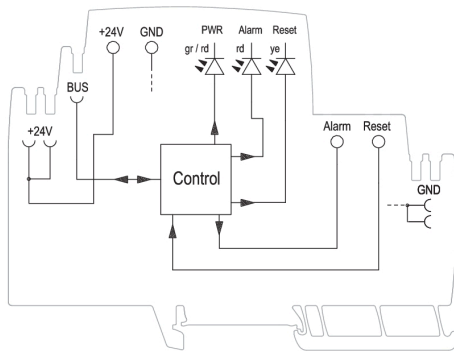 PWR Alarm Reset
+24V GND
gr / rd rd ye
BUS
+24V
Alarm Reset
Control
GND